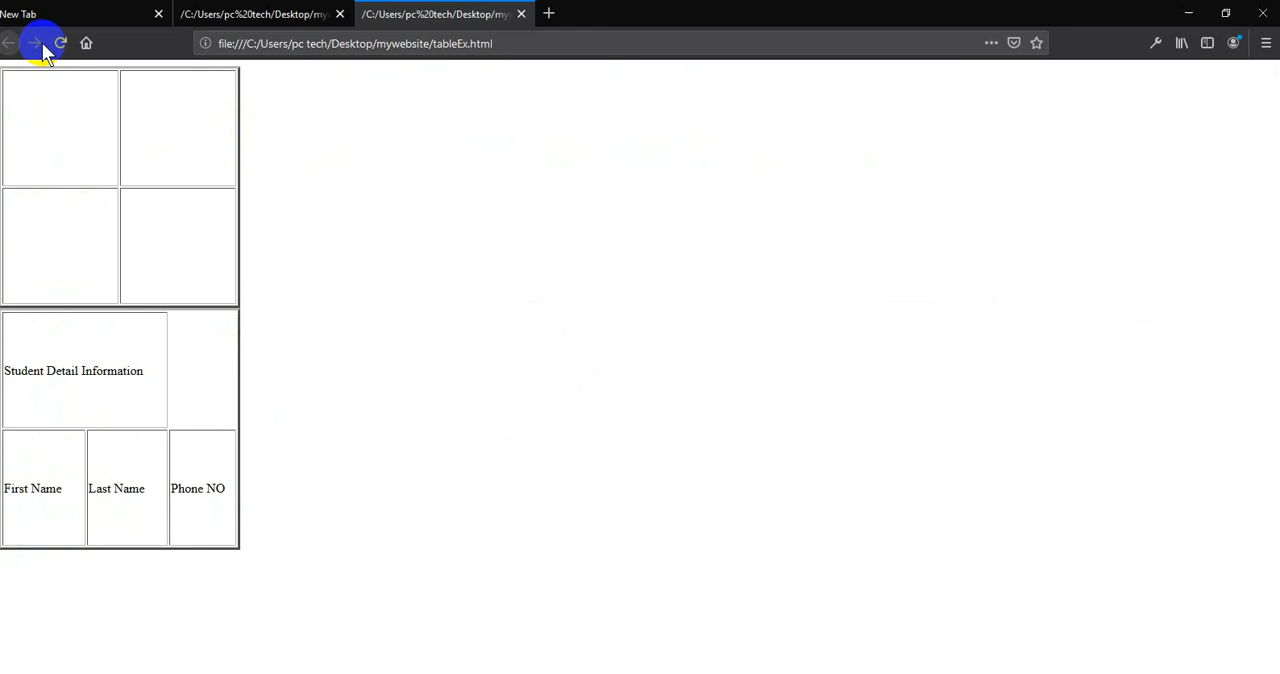 New Tab
/C:/Users/pc%20tech/Desktop/my
/C:/Users/pc%20tech/Desktop/my
file:///C:/Users/pc tech/Desktop/mywebsite/tableEx.html
Student Detail Information
First Name Last Name Phone NO